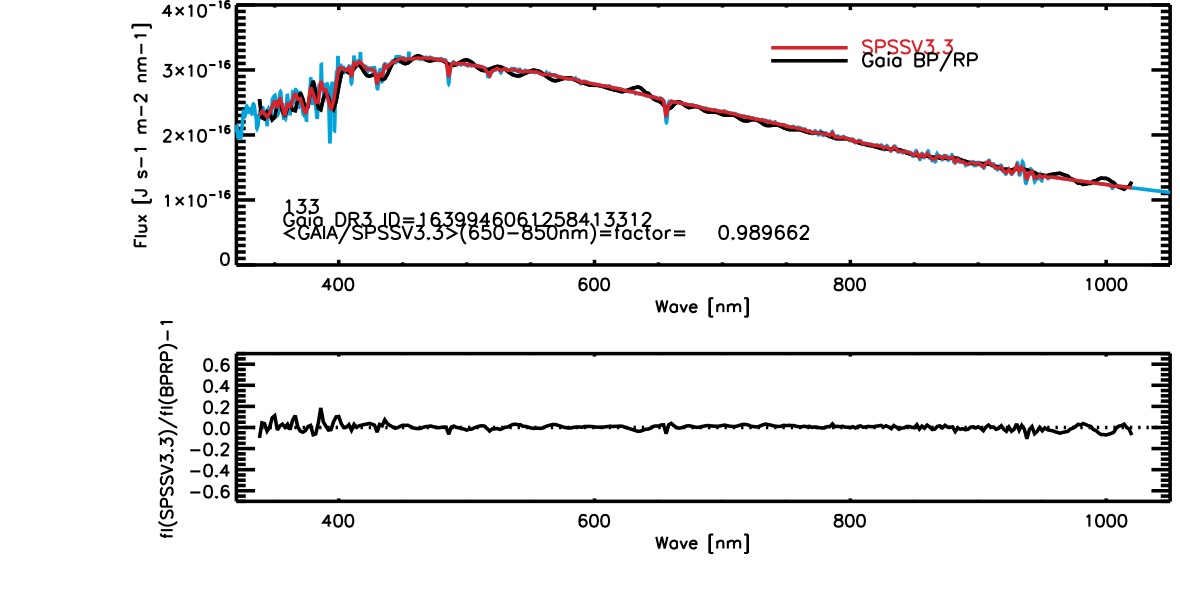 4×10−16
3×10−16
2×10−16
1×10−16
0
Flux [J s−1 m−2 nm−1]
SPSSV3.3
Gaia BP/RP
133
Gaia DR3 ID=1639946061258413312
<GAIA/SPSSV3.3>(650−850nm)=factor= 0.989662
400 600 800 1000
Wave [nm]
0.6
0.4
0.2
0.0
−0.2
−0.4
−0.6
fl(SPSSV3.3)/fl(BPRP)−1
400 600 800 1000
Wave [nm]